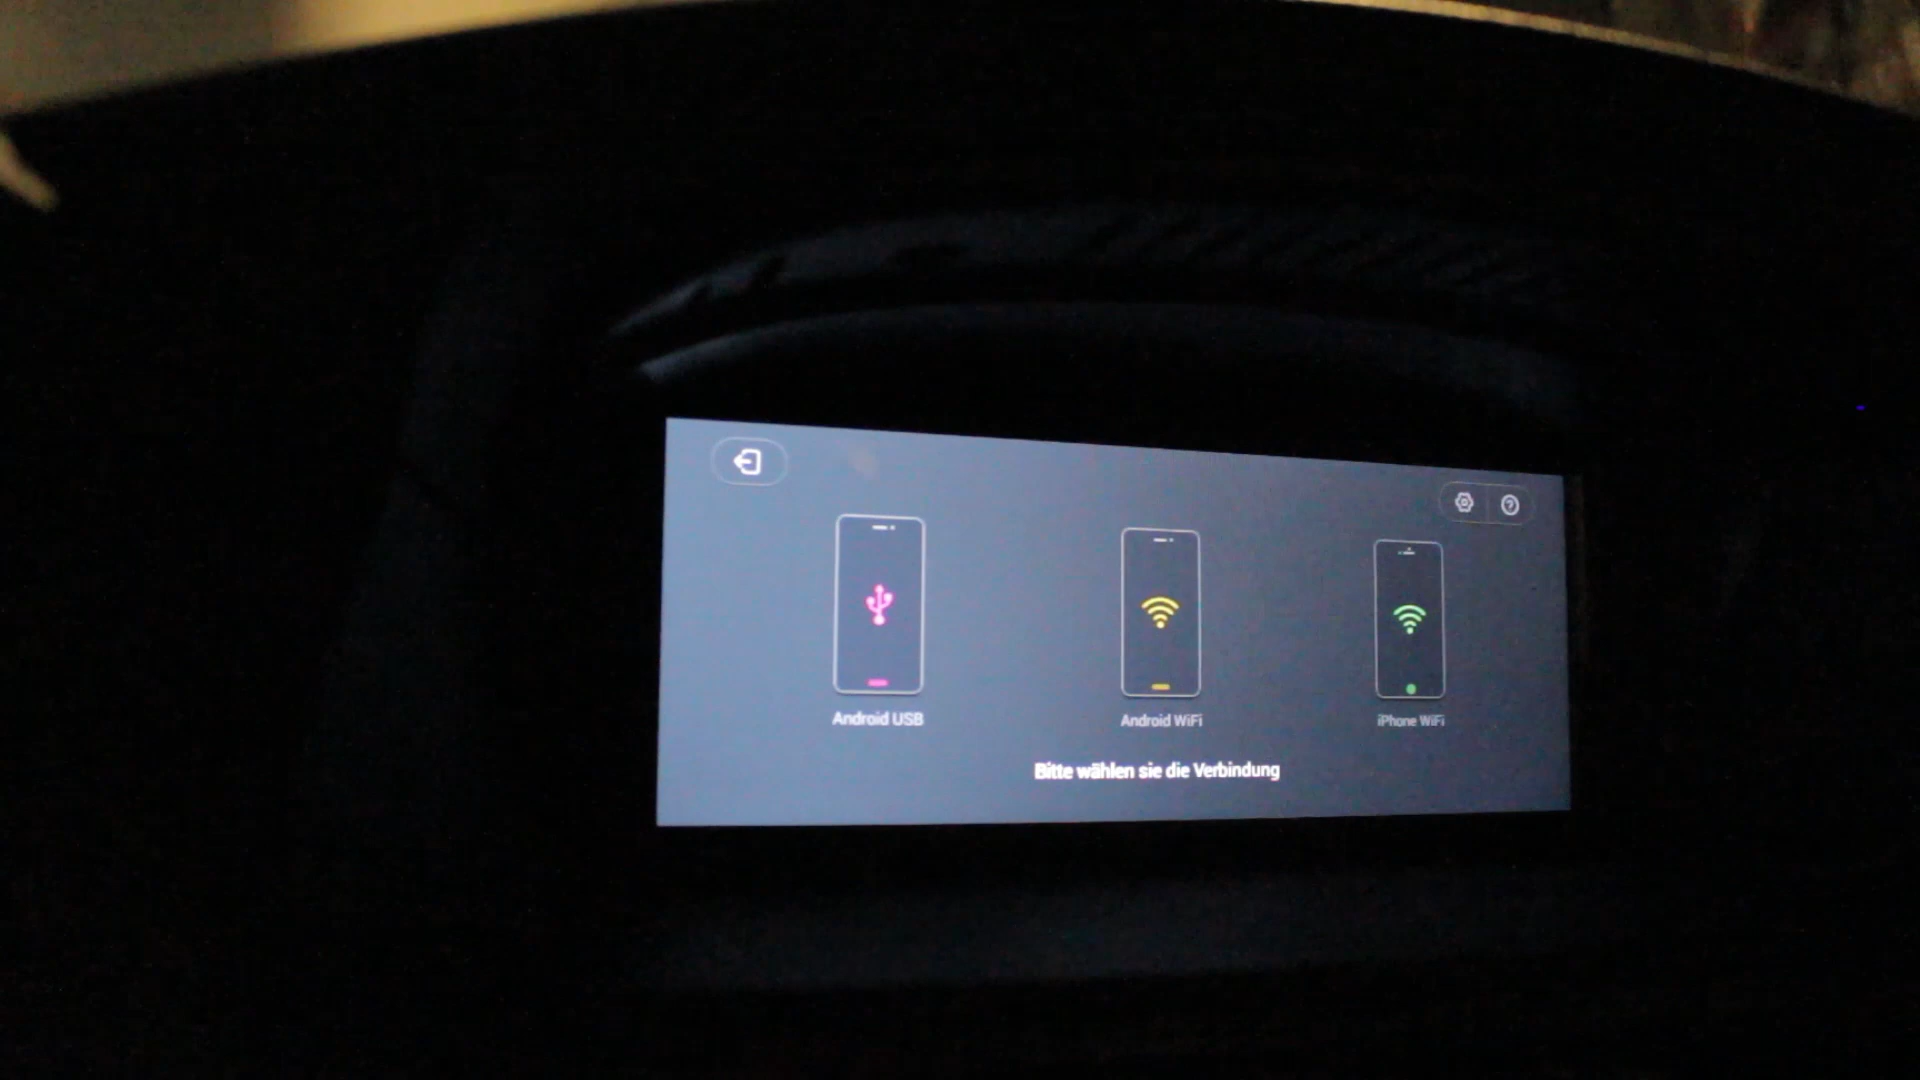 Android USB
Android WiFi
iPhone WiFi
Bitte wählen sie die Verbindung